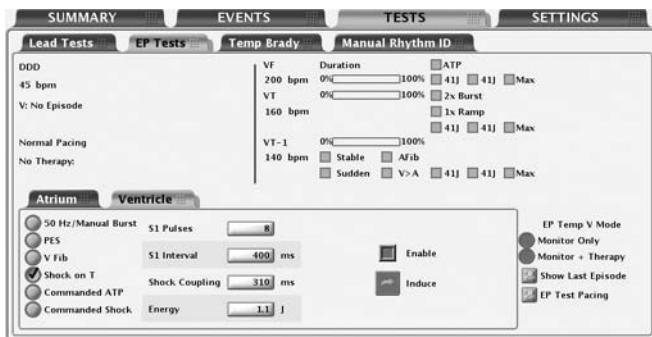 SUMMARY EVENTS TESTS SETTINGS
Lead Tests EP Tests Temp Brady Manual Rhythm ID
DDD
45 bpm
V: No Episode
Normal Pacing
No Therapy:
VF Duration ATP
200 bpm 0% 100% 41J 41J Max
VT 0% 100% 2x Burst
160 bpm 1x Ramp
41J 41J Max
VT-1 0% 100%
140 bpm Stable AFib
Sudden V>A 41J 41J Max
Atrium Ventricle
50 Hz/Manual Burst
PES
V Fib
Shock on T
Commanded ATP
Commanded Shock
S1 Pulses 8
S1 Interval 400 ms
Shock Coupling 310 ms
Energy 1.1 J
Enable
Induce
EP Temp V Mode
Monitor Only
Monitor + Therapy
Show Last Episode
EP Test Pacing